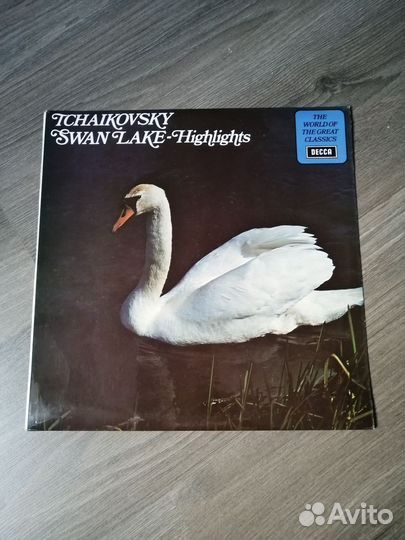 TCHAIKOVSKY
SWAN LAKE-Highlights
THE
WORLD OF
THE GREAT
CLASSICS
DECCA
Avito